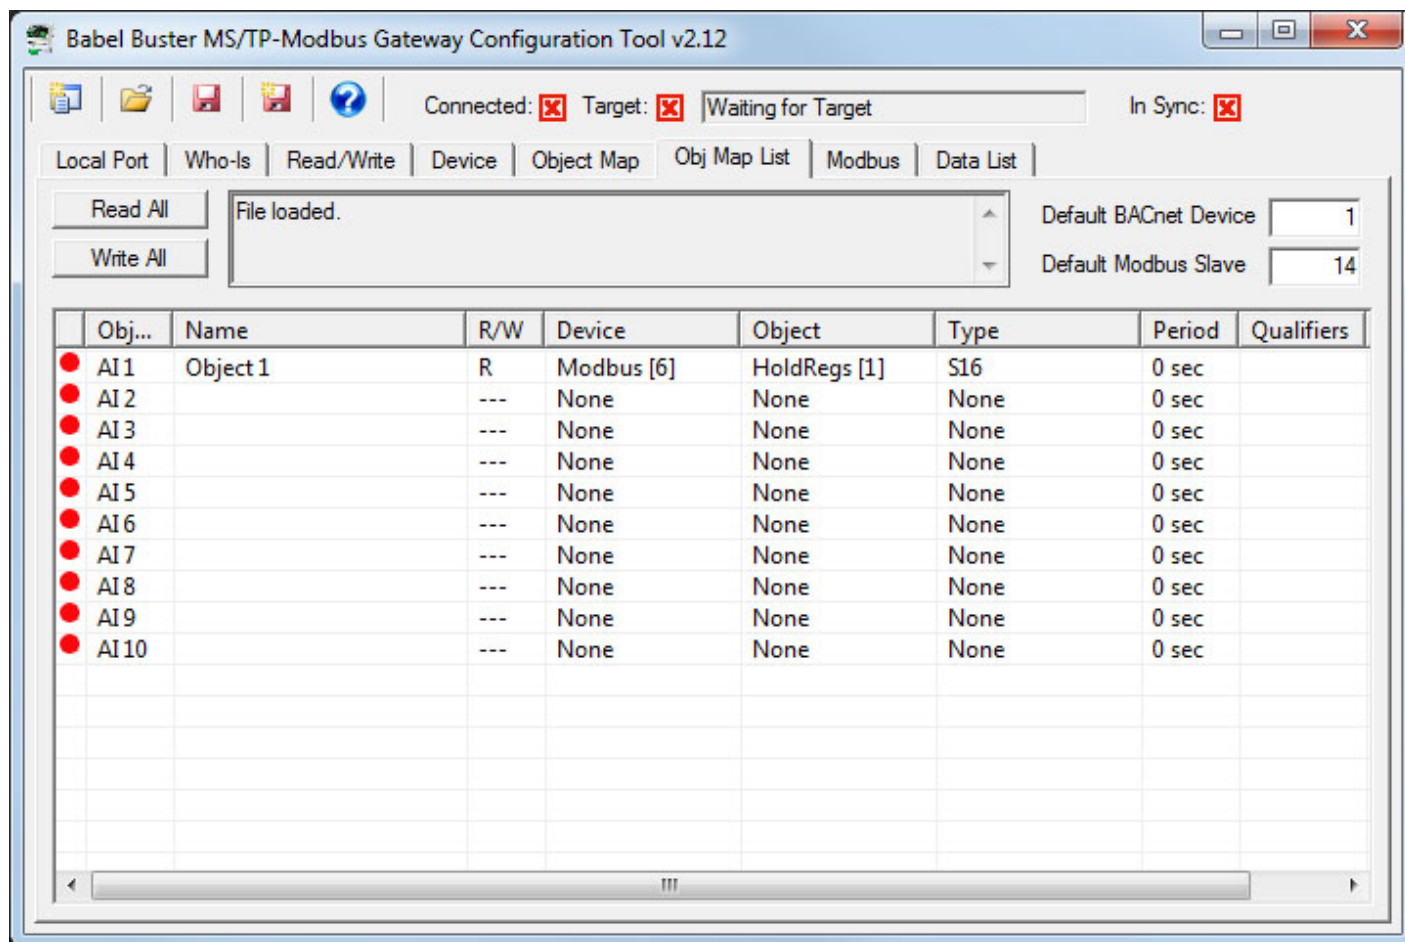 Babel Buster MS/TP-Modbus Gateway Configuration Tool v2.12
Connected: Target: Waiting for Target In Sync:
Local Port Who-Is Read/Write Device Object Map Obj Map List Modbus Data List
Read All File loaded. Default BACnet Device 1
Write All Default Modbus Slave 14
Obj... Name R/W Device Object Type Period Qualifiers
AI 1 Object 1 R Modbus [6] HoldRegs [1] S16 0 sec
AI 2 --- None None None 0 sec
AI 3 --- None None None 0 sec
AI 4 --- None None None 0 sec
AI 5 --- None None None 0 sec
AI 6 --- None None None 0 sec
AI 7 --- None None None 0 sec
AI 8 --- None None None 0 sec
AI 9 --- None None None 0 sec
AI 10 --- None None None 0 sec